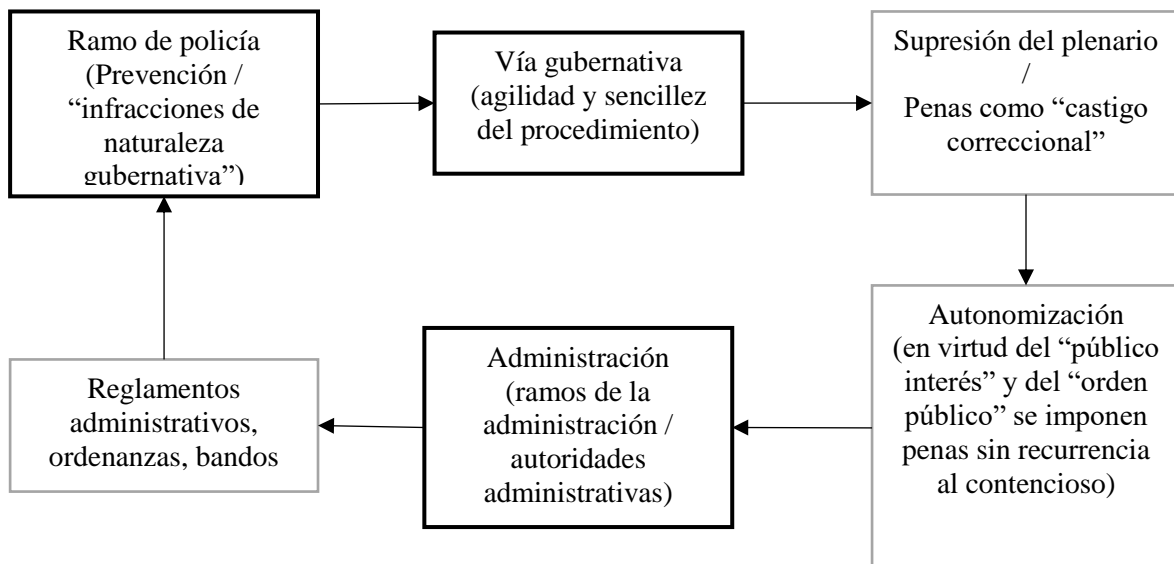 Ramo de policía
(Prevención /
“infracciones de
naturaleza
gubernativa”)
Vía gubernativa
(agilidad y sencillez
del procedimiento)
Supresión del plenario
/
Penas como “castigo
correccional”
Autonomización
(en virtud del “público
interés” y del “orden
público” se imponen
penas sin recurrencia
al contencioso)
Administración
(ramos de la
administración /
autoridades
administrativas)
Reglamentos
administrativos,
ordenanzas, bandos